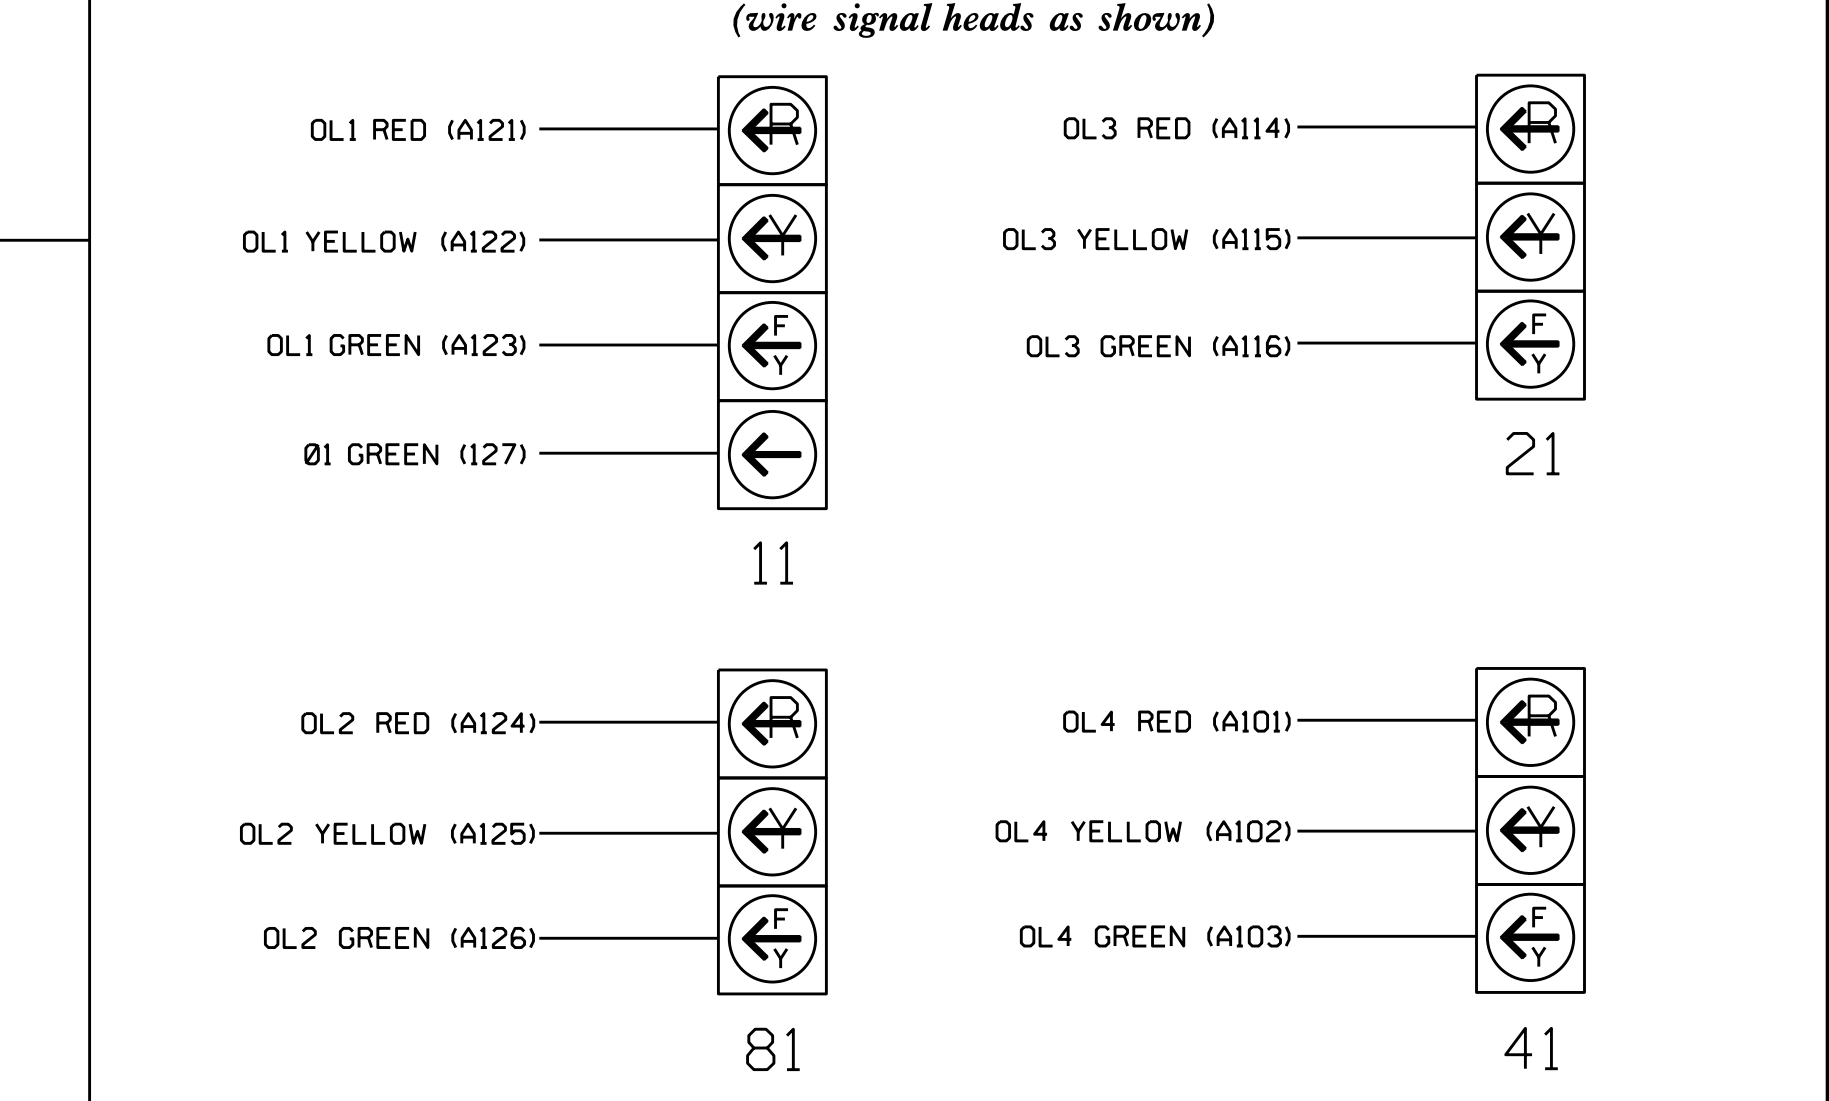 (wire signal heads as shown)
OL1 RED (A121)
R
OL1 YELLOW (A122)
Y
OL1 GREEN (A123)
F
Y
Ø1 GREEN (127)
11
OL3 RED (A114)
R
OL3 YELLOW (A115)
Y
OL3 GREEN (A116)
F
Y
21
OL2 RED (A124)
R
OL2 YELLOW (A125)
Y
OL2 GREEN (A126)
F
Y
81
OL4 RED (A101)
R
OL4 YELLOW (A102)
Y
OL4 GREEN (A103)
F
Y
41